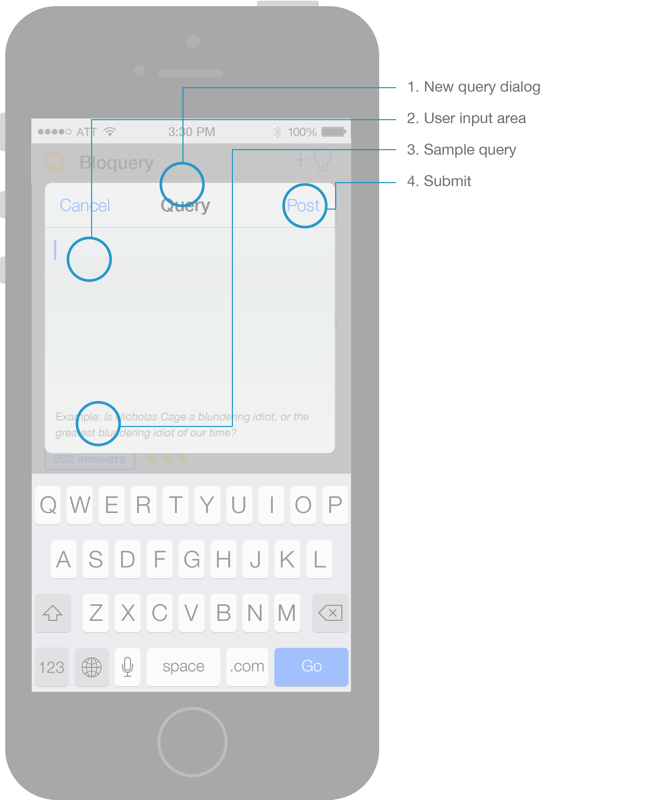 1. New query dialog
2. User input area
3. Sample query
4. Submit
ATT 3:30 PM 100%
Bloquery
Cancel Query Post
Example: Is Nicholas Cage a blundering idiot, or the
greatest blundering idiot of our time?
292 answers
Q W E R T Y U I O P
A S D F G H J K L
Z X C V B N M
123 space .com Go